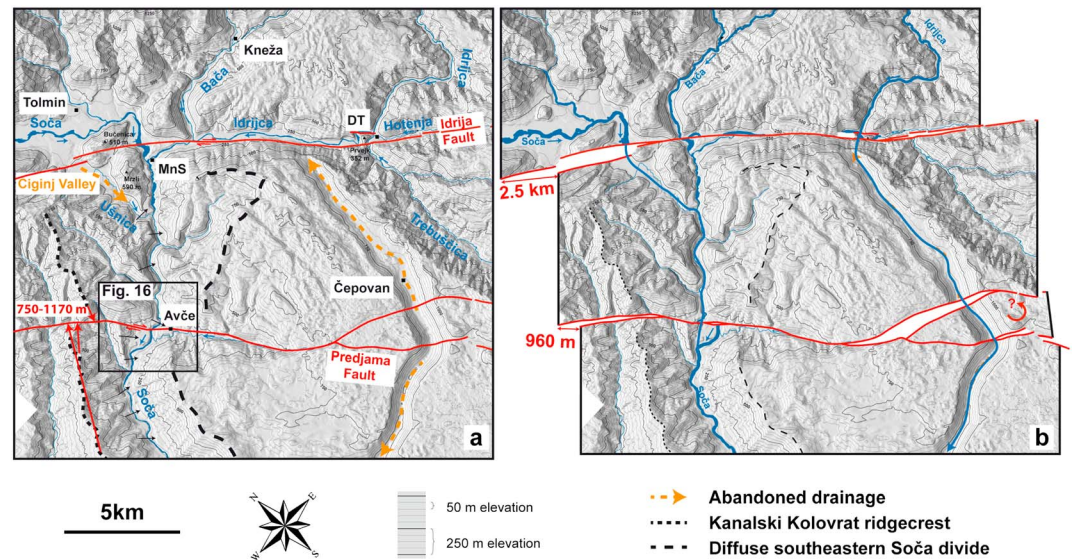 Kneža
Bača
Idrijca
Tolmin
Soča
Bučenica
610 m
Idrijca
DT
Hotenja
Idrija
Fault
Prvejk
382 m
MnS
Mrzli
590 m
Ciginj Valley
Ušnica
Trebuščica
Čepovan
Fig. 16
750-1170 m
Avče
Predjama
Fault
Soča
a
Idrijca
Bača
Soča
2.5 km
960 m
?
Soča
b
5km
N
E
W
S
50 m elevation
250 m elevation
Abandoned drainage
Kanalski Kolovrat ridgecrest
Diffuse southeastern Soča divide